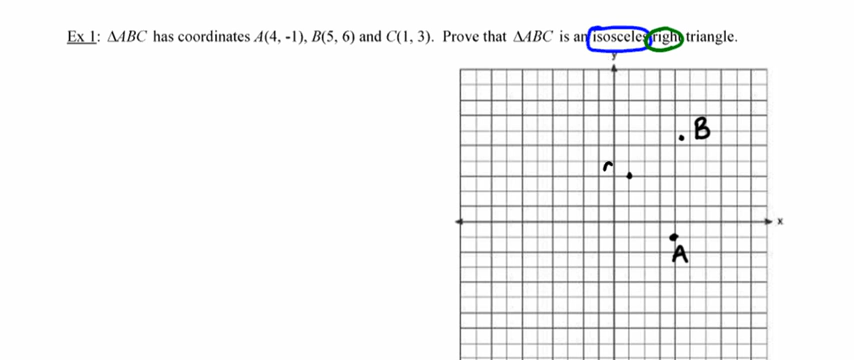 Ex 1: ΔABC has coordinates A(4, -1), B(5, 6) and C(1, 3). Prove that ΔABC is an isosceles right triangle.
y
B
x
A